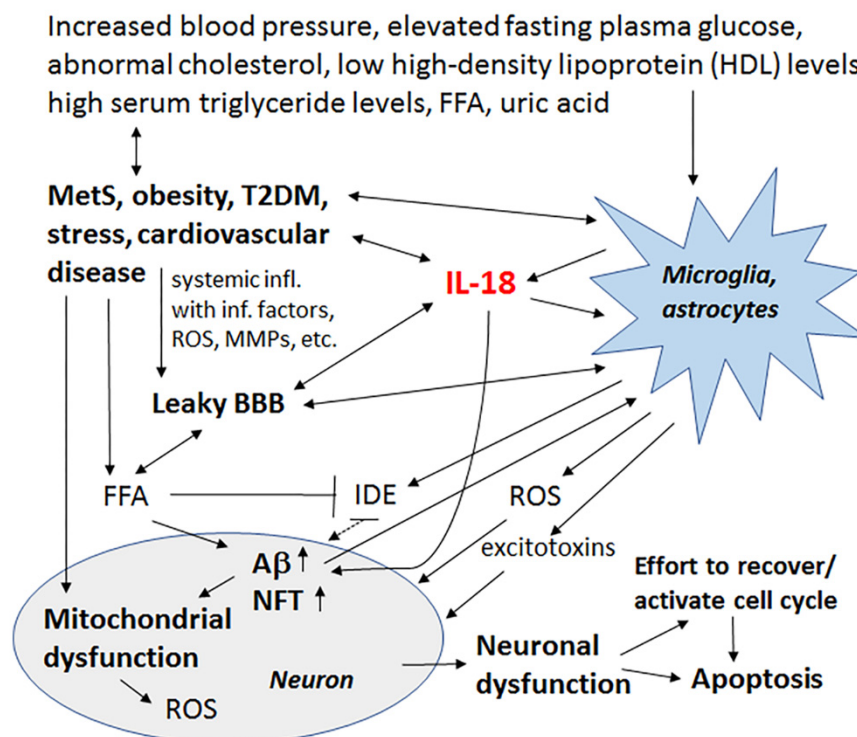 Increased blood pressure, elevated fasting plasma glucose,
abnormal cholesterol, low high-density lipoprotein (HDL) levels
high serum triglyceride levels, FFA, uric acid
MetS, obesity, T2DM,
stress, cardiovascular
disease
systemic infl.
with inf. factors,
ROS, MMPs, etc.
IL-18
Microglia,
astrocytes
Leaky BBB
FFA
IDE
ROS
excitotoxins
Aβ
NFT
Mitochondrial
dysfunction
ROS
Neuron
Neuronal
dysfunction
Effort to recover/
activate cell cycle
Apoptosis